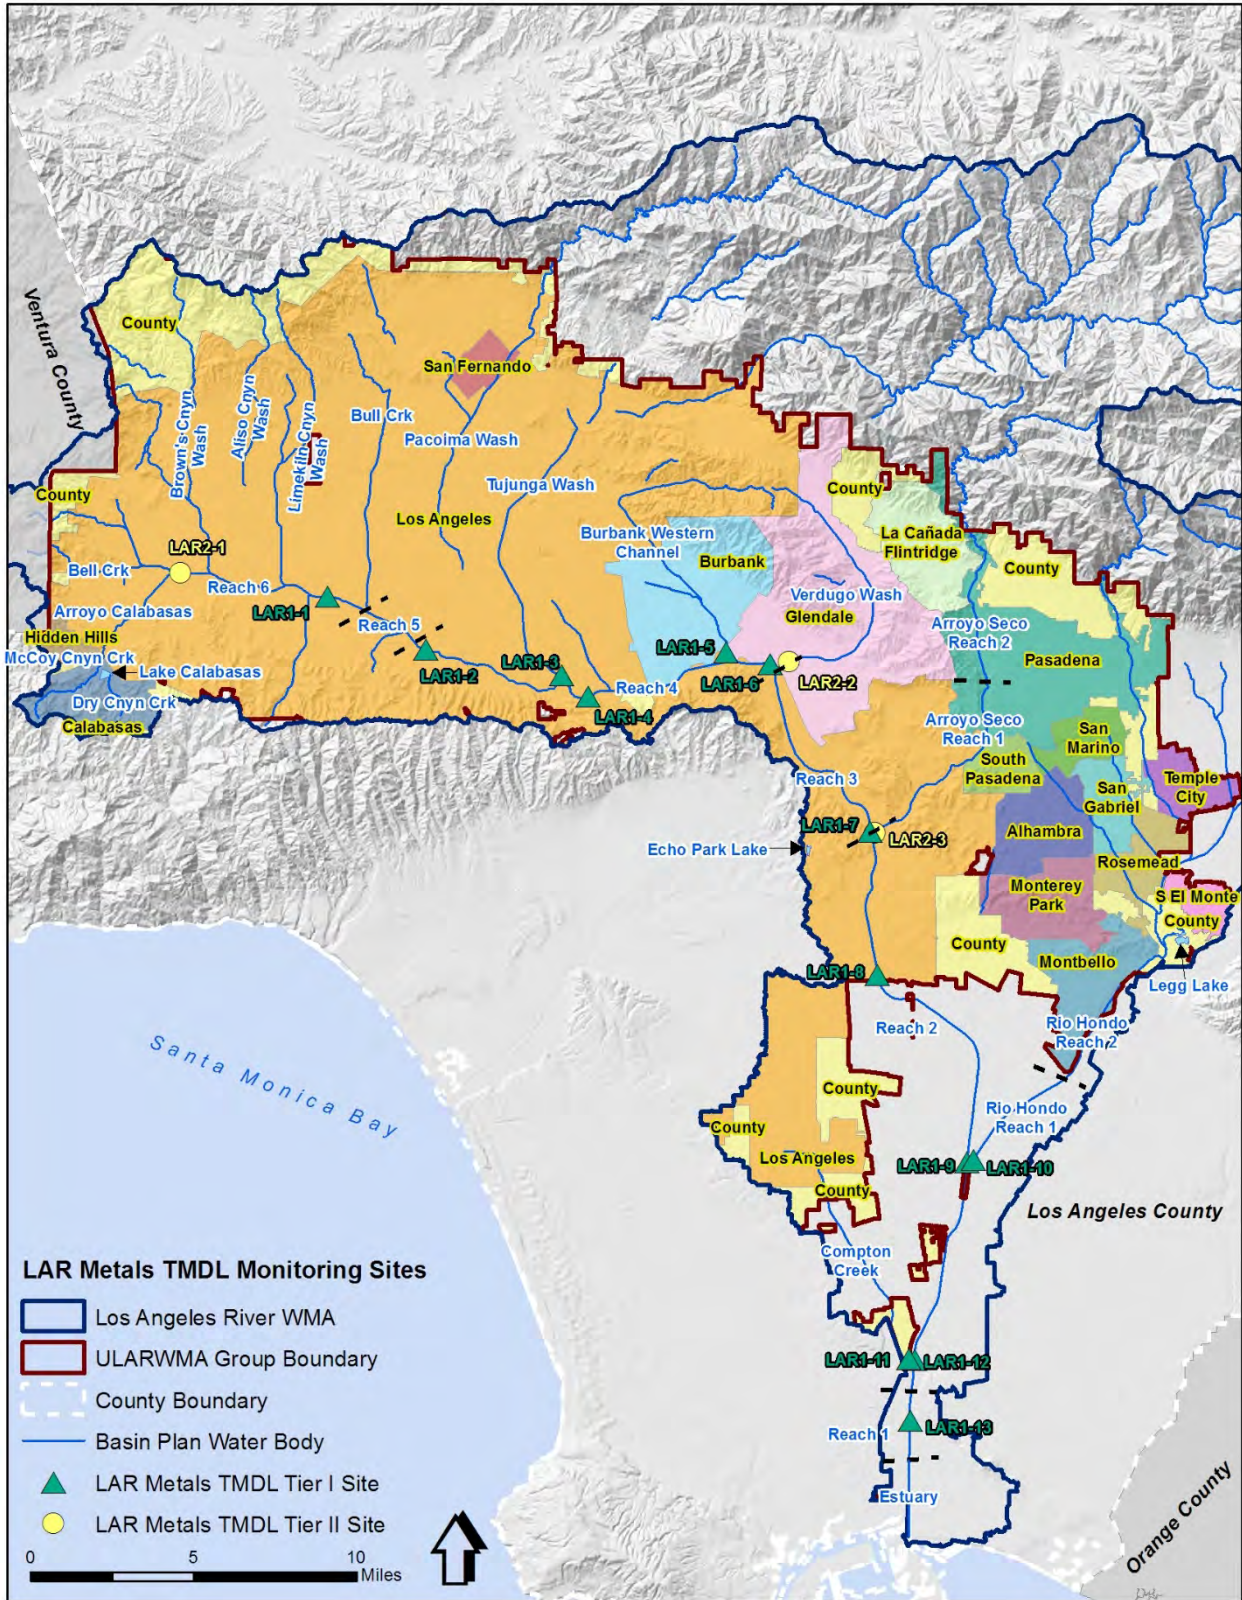 Ventura County
County
San Fernando
Brown's Cnyn
Wash
Aliso Cnyn
Wash
Limekiln Cnyn
Wash
Bull Crk
Pacoima Wash
Tujunga Wash
County
Los Angeles
Burbank Western
Channel
Burbank
County
La Cañada
Flintridge
County
LAR2-1
Bell Crk
Reach 6
Verdugo Wash
Glendale
Arroyo Calabasas
LAR1-1
Reach 5
Arroyo Seco
Reach 2
Pasadena
Hidden Hills
McCoy Cnyn Crk
Lake Calabasas
LAR1-2
LAR1-3
LAR1-5
LAR1-6
LAR2-2
Dry Cnyn Crk
Calabasas
Reach 4
LAR1-4
Arroyo Seco
Reach 1
San
Marino
South
Pasadena
Reach 3
San
Gabriel
Temple
City
LAR1-7
LAR2-3
Alhambra
Echo Park Lake
Rosemead
Monterey
Park
S El Monte
County
County
Montbello
LAR1-8
Legg Lake
Reach 2
Rio Hondo
Reach 2
Santa Monica Bay
County
Rio Hondo
Reach 1
County
Los Angeles
LAR1-9
LAR1-10
County
Los Angeles County
Compton
Creek
LAR1-11
LAR1-12
Reach 1
LAR1-13
Estuary
Orange County
LAR Metals TMDL Monitoring Sites
Los Angeles River WMA
ULARWMA Group Boundary
County Boundary
Basin Plan Water Body
LAR Metals TMDL Tier I Site
LAR Metals TMDL Tier II Site
0 5 10
Miles